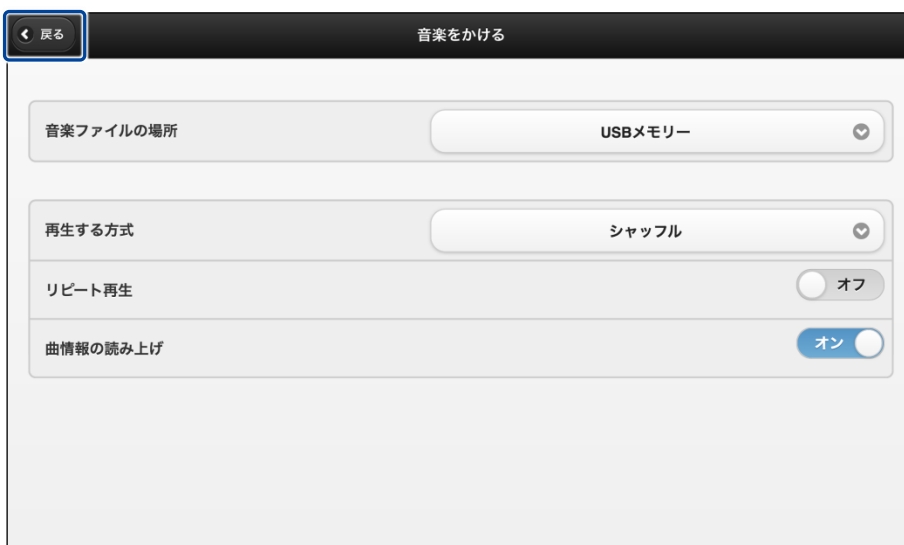 戻る
音楽をかける
音楽ファイルの場所
USBメモリー
再生する方式
シャッフル
リピート再生
オフ
曲情報の読み上げ
オン